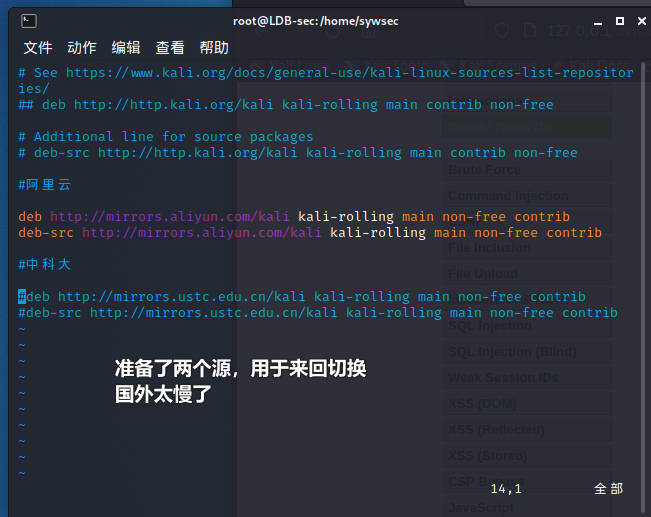 root@LDB-sec:/home/sywsec
127.0.0.1
文件 动作 编辑 查看 帮助
# See https://www.kali.org/docs/general-use/kali-linux-sources-list-repositor
ies/
## deb http://http.kali.org/kali kali-rolling main contrib non-free
# Additional line for source packages
# deb-src http://http.kali.org/kali kali-rolling main contrib non-free
Brute Force
#阿里云
Command Injection
deb http://mirrors.aliyun.com/kali kali-rolling main non-free contrib
deb-src http://mirrors.aliyun.com/kali kali-rolling main non-free contrib
File Inclusion
#中科大
File Upload
#deb http://mirrors.ustc.edu.cn/kali kali-rolling main non-free contrib
#deb-src http://mirrors.ustc.edu.cn/kali kali-rolling main non-free contrib
SQL Injection
~
~
SQL Injection (Blind)
~
准备了两个源，用于来回切换
Weak Session IDs
~
国外太慢了
XSS (DOM)
~
~
XSS (Reflected)
~
XSS (Stored)
~
~
CSP Bypass
~
14,1 全部
JavaScript